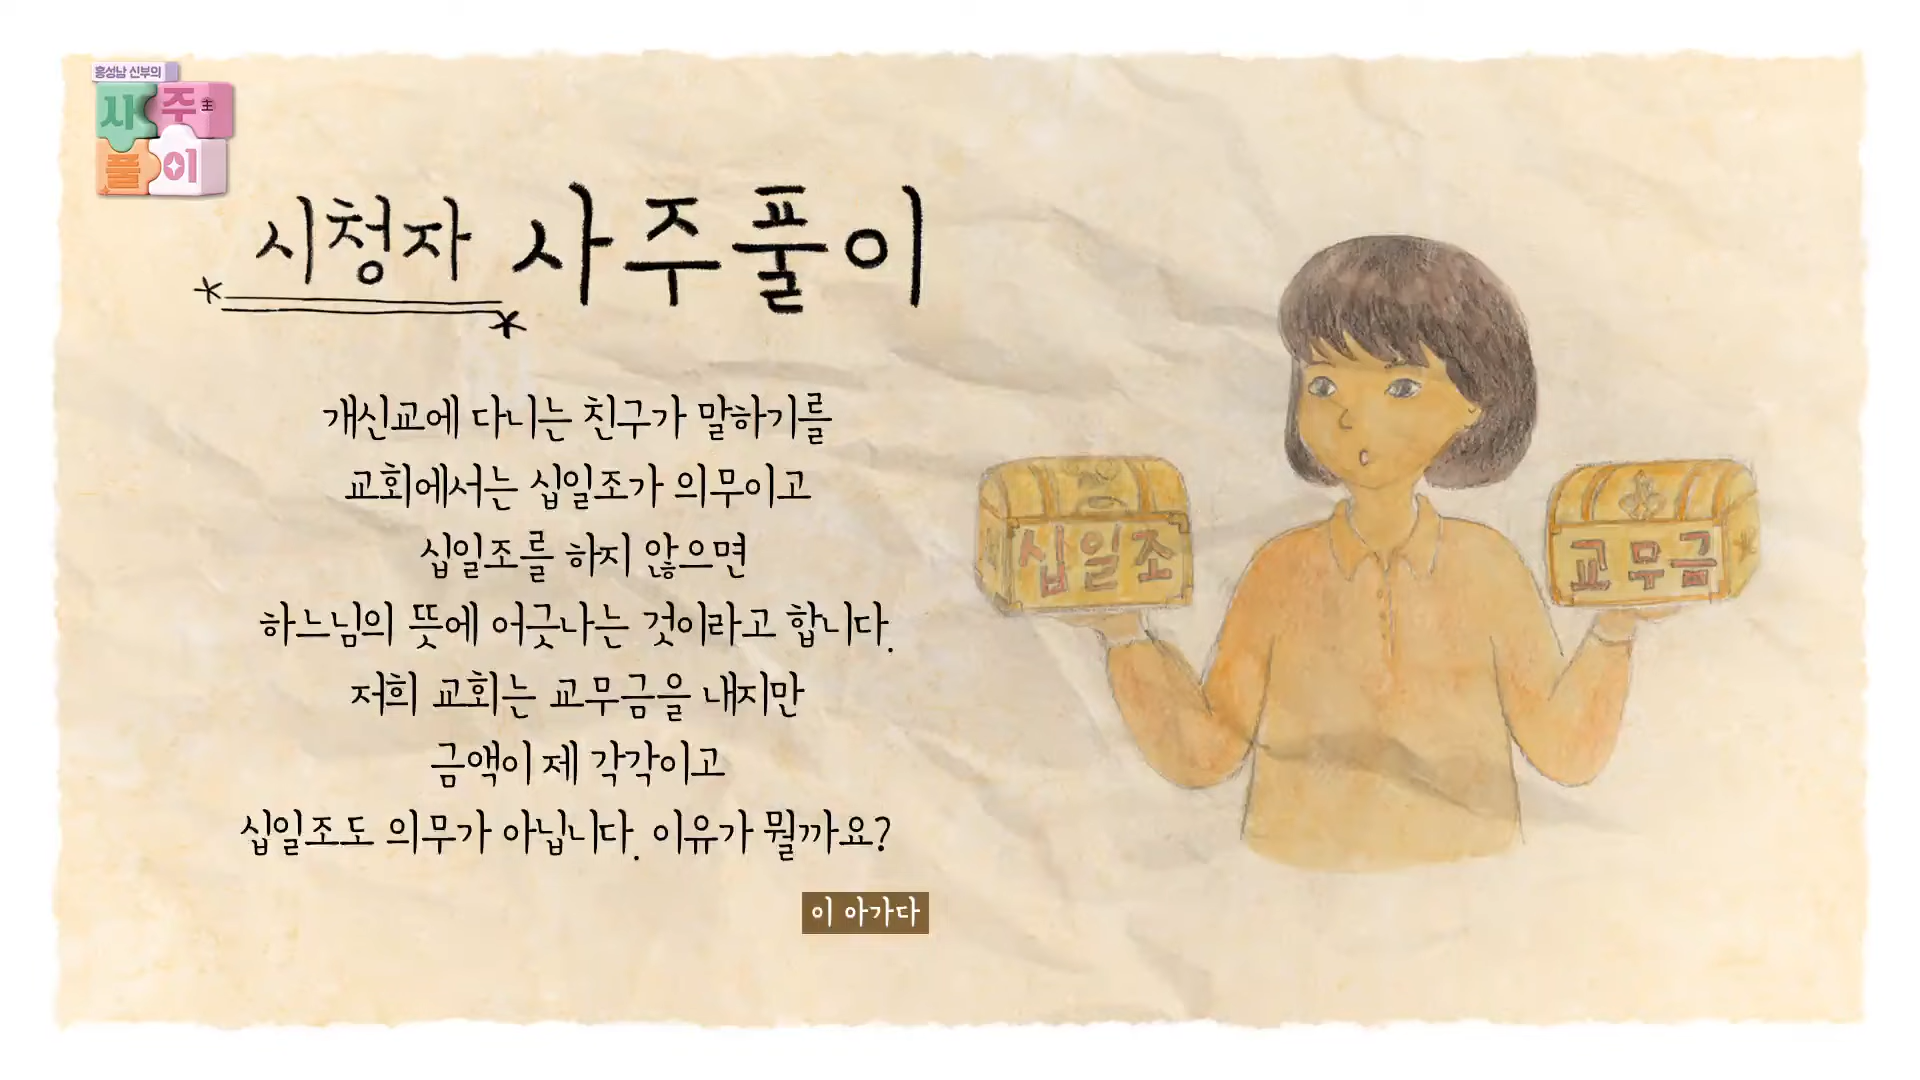 홍성남 신부의
사주主
풀이
시청자 사주풀이
개신교에 다니는 친구가 말하기를
교회에서는 십일조가 의무이고
십일조를 하지 않으면
하느님의 뜻에 어긋나는 것이라고 합니다.
저희 교회는 교무금을 내지만
금액이 제 각각이고
십일조도 의무가 아닙니다. 이유가 뭘까요?
이 아가다
십일조
교무금